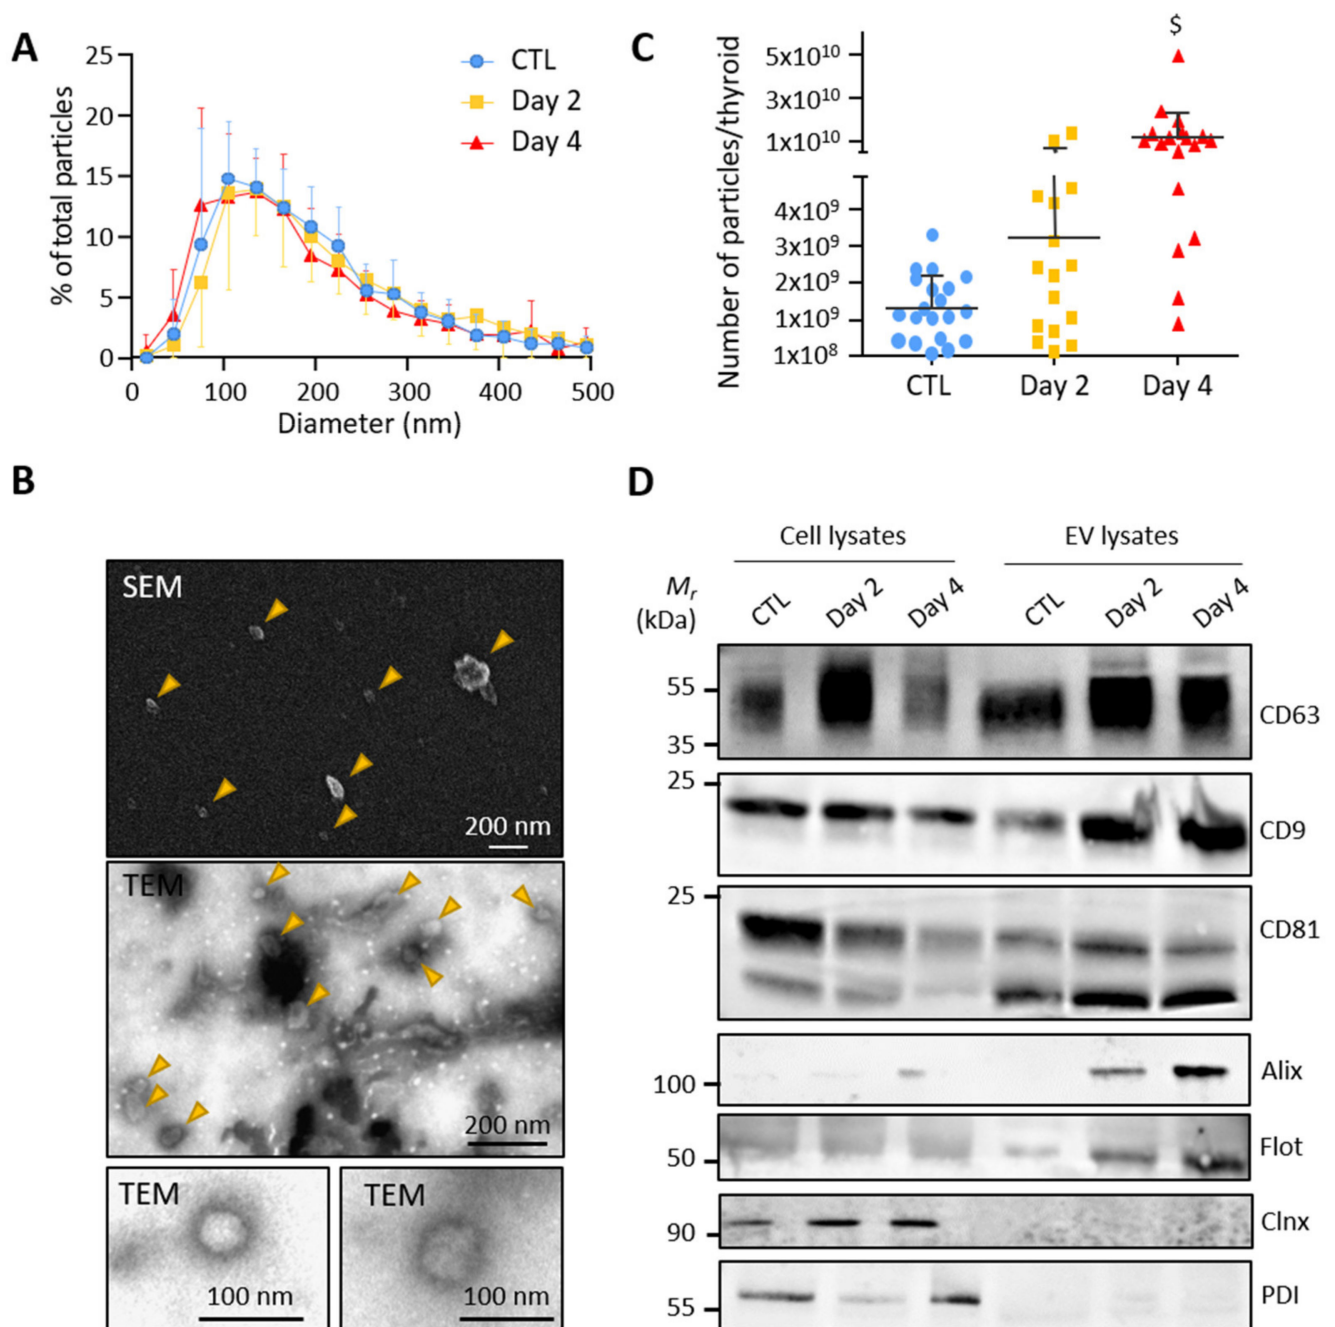 A
25
20
15
10
5
0
% of total particles
CTL
Day 2
Day 4
0 100 200 300 400 500
Diameter (nm)
C
$
Number of particles/thyroid
5x10¹⁰
3x10¹⁰
1x10¹⁰
4x10⁹
3x10⁹
2x10⁹
1x10⁹
1x10⁸
CTL Day 2 Day 4
B
SEM
200 nm
TEM
200 nm
TEM
100 nm
TEM
100 nm
D
Cell lysates EV lysates
Mr
(kDa)
CTL Day 2 Day 4 CTL Day 2 Day 4
55
35
CD63
25
CD9
25
CD81
100
Alix
50
Flot
90
Clnx
55
PDI